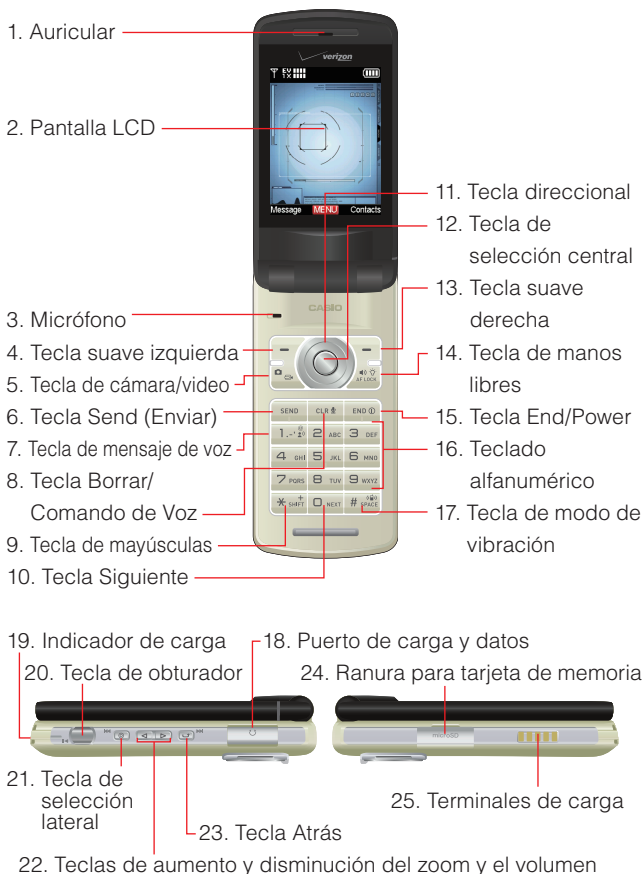 1. Auricular
verizon
EV
1X
2. Pantalla LCD
Message MENU Contacts
11. Tecla direccional
12. Tecla de
selección central
13. Tecla suave
derecha
CASIO
3. Micrófono
4. Tecla suave izquierda
14. Tecla de manos
libres
AF LOCK
5. Tecla de cámara/video
6. Tecla Send (Enviar)
SEND CLR END
15. Tecla End/Power
7. Tecla de mensaje de voz
1.-' 2 ABC 3 DEF
16. Teclado
alfanumérico
4 GHI 5 JKL 6 MNO
8. Tecla Borrar/
Comando de Voz
7 PQRS 8 TUV 9 WXYZ
* SHIFT 0 NEXT # SPACE
17. Tecla de modo de
vibración
9. Tecla de mayúsculas
10. Tecla Siguiente
19. Indicador de carga
18. Puerto de carga y datos
20. Tecla de obturador
24. Ranura para tarjeta de memoria
microSD
21. Tecla de
selección
lateral
25. Terminales de carga
23. Tecla Atrás
22. Teclas de aumento y disminución del zoom y el volumen